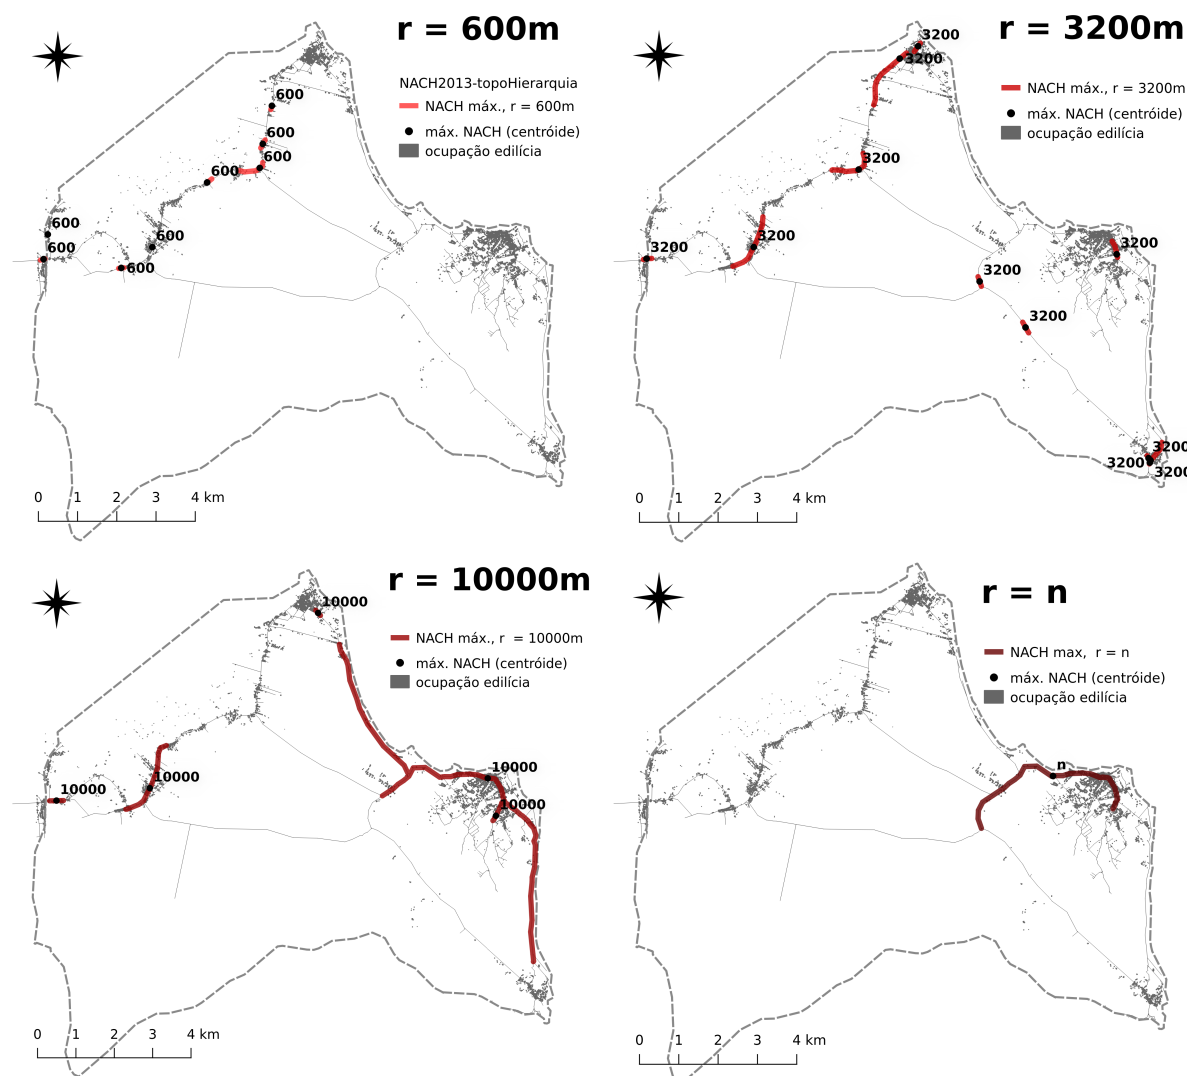 r = 600m
NACH2013-topoHierarquia
NACH máx., r = 600m
máx. NACH (centróide)
ocupação edilícia
600
600
600
600
600
600
600
600
0 1 2 3 4 km
r = 3200m
NACH máx., r = 3200m
máx. NACH (centróide)
ocupação edilícia
3200
3200
3200
3200
3200
3200
3200
3200
3200
3200
3200
0 1 2 3 4 km
r = 10000m
NACH máx., r  = 10000m
máx. NACH (centróide)
ocupação edilícia
10000
10000
10000
10000
10000
0 1 2 3 4 km
r = n
NACH max,  r = n
máx. NACH (centróide)
ocupação edilícia
n
0 1 2 3 4 km